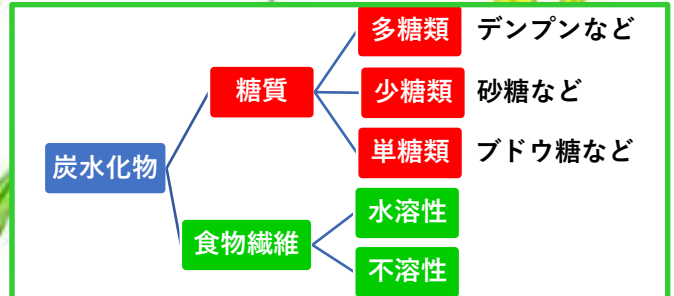 多糖類 デンプンなど
糖質 少糖類 砂糖など
単糖類 ブドウ糖など
炭水化物
水溶性
食物繊維
不溶性